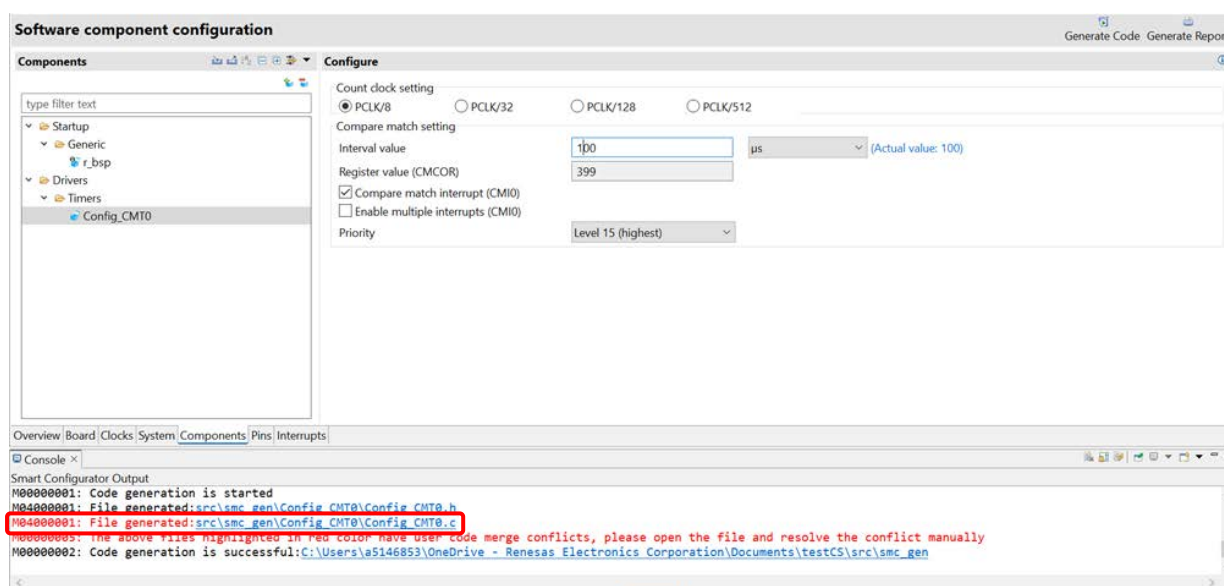 Software component configuration
Generate Code Generate Repor
Components
Configure
type filter text
Startup
Generic
r_bsp
Drivers
Timers
Config_CMT0
Count clock setting
PCLK/8 PCLK/32 PCLK/128 PCLK/512
Compare match setting
Interval value 100 µs (Actual value: 100)
Register value (CMCOR) 399
Compare match interrupt (CMI0)
Enable multiple interrupts (CMI0)
Priority Level 15 (highest)
Overview Board Clocks System Components Pins Interrupts
Console
Smart Configurator Output
M00000001: Code generation is started
M04000001: File generated:src\smc_gen\Config_CMT0\Config_CMT0.h
M04000001: File generated:src\smc_gen\Config_CMT0\Config_CMT0.c
M00000005: The above files highlighted in red color have user code merge conflicts, please open the file and resolve the conflict manually
M00000002: Code generation is successful:C:\Users\a5146853\OneDrive - Renesas Electronics Corporation\Documents\testCS\src\smc_gen